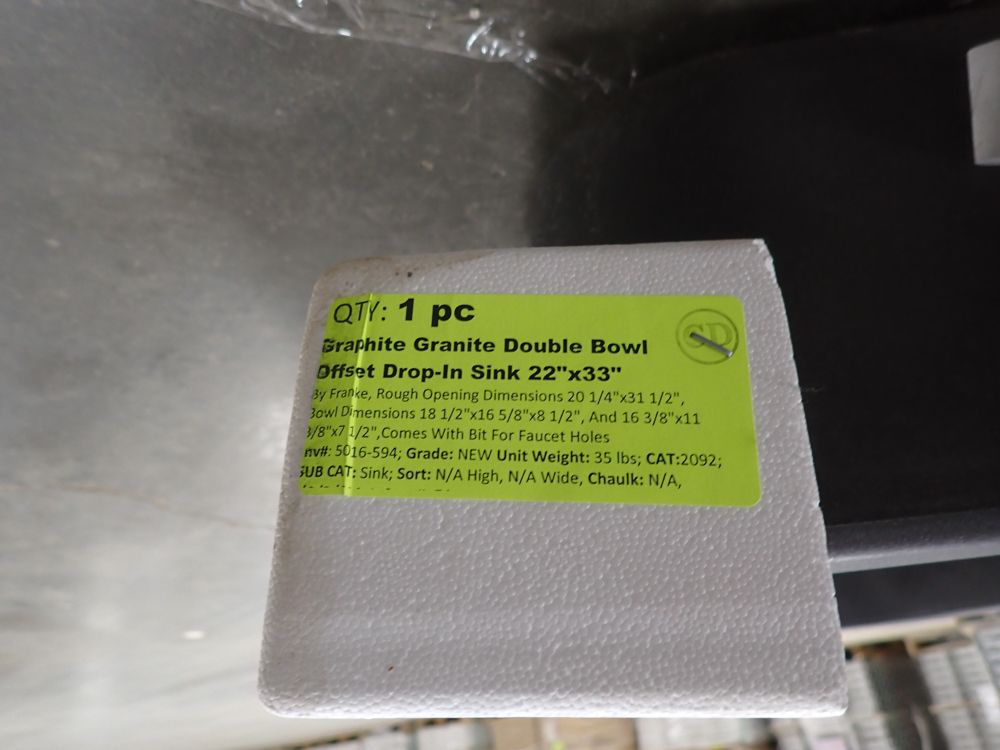 QTY: 1 pc
SD
Graphite Granite Double Bowl
Offset Drop-In Sink 22"x33"
By Franke, Rough Opening Dimensions 20 1/4"x31 1/2",
Bowl Dimensions 18 1/2"x16 5/8"x8 1/2", And 16 3/8"x11
3/8"x7 1/2",Comes With Bit For Faucet Holes
Inv#: 5016-594; Grade: NEW Unit Weight: 35 lbs; CAT:2092;
SUB CAT: Sink; Sort: N/A High, N/A Wide, Chaulk: N/A,